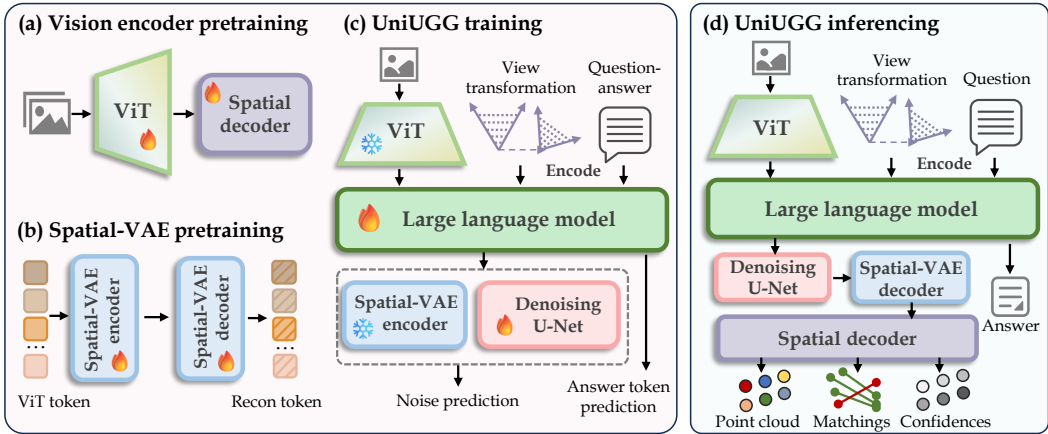 (a) Vision encoder pretraining
ViT
Spatial
decoder
(b) Spatial-VAE pretraining
Spatial-VAE
encoder
Spatial-VAE
decoder
...
...
ViT token
Recon token
(c) UniUGG training
View
transformation
Question-
answer
ViT
Encode
Large language model
Spatial-VAE
encoder
Denoising
U-Net
Noise prediction
Answer token
prediction
(d) UniUGG inferencing
View
transformation
Question
ViT
Encode
Large language model
Denoising
U-Net
Spatial-VAE
decoder
Answer
Spatial decoder
Point cloud
Matchings
Confidences